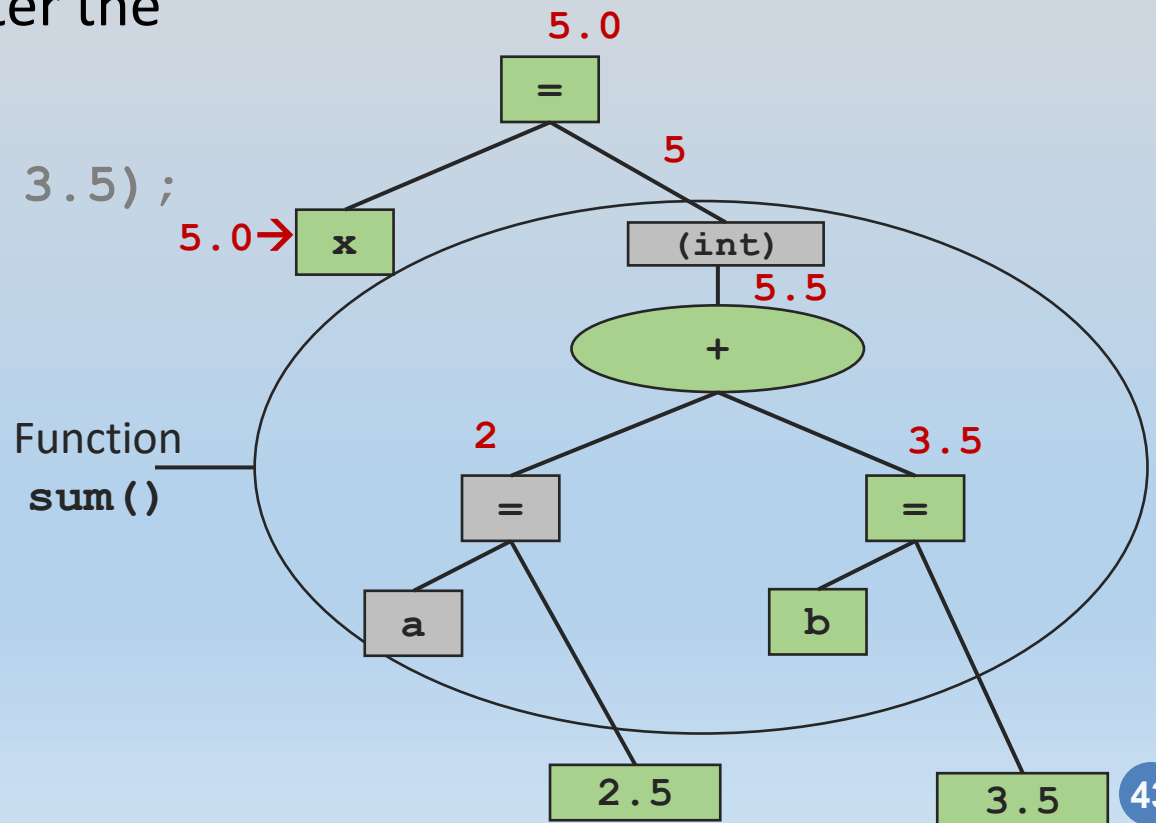 ter the
5.0
=
5
3.5);
5.0→ x
(int)
5.5
+
Function
sum()
2
3.5
=
=
a
b
2.5
3.5
43